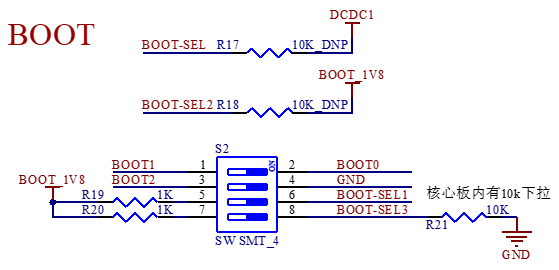 BOOT
DCDC1
BOOT-SEL R17 10K_DNP
BOOT_1V8
BOOT-SEL2 R18 10K_DNP
S2
ON
BOOT1 1 2 BOOT0
BOOT_1V8 BOOT2 3 4 GND
R19 1K 5 6 BOOT-SEL1 核心板内有10k下拉
R20 1K 7 8 BOOT-SEL3 R21 10K
SW SMT_4
GND